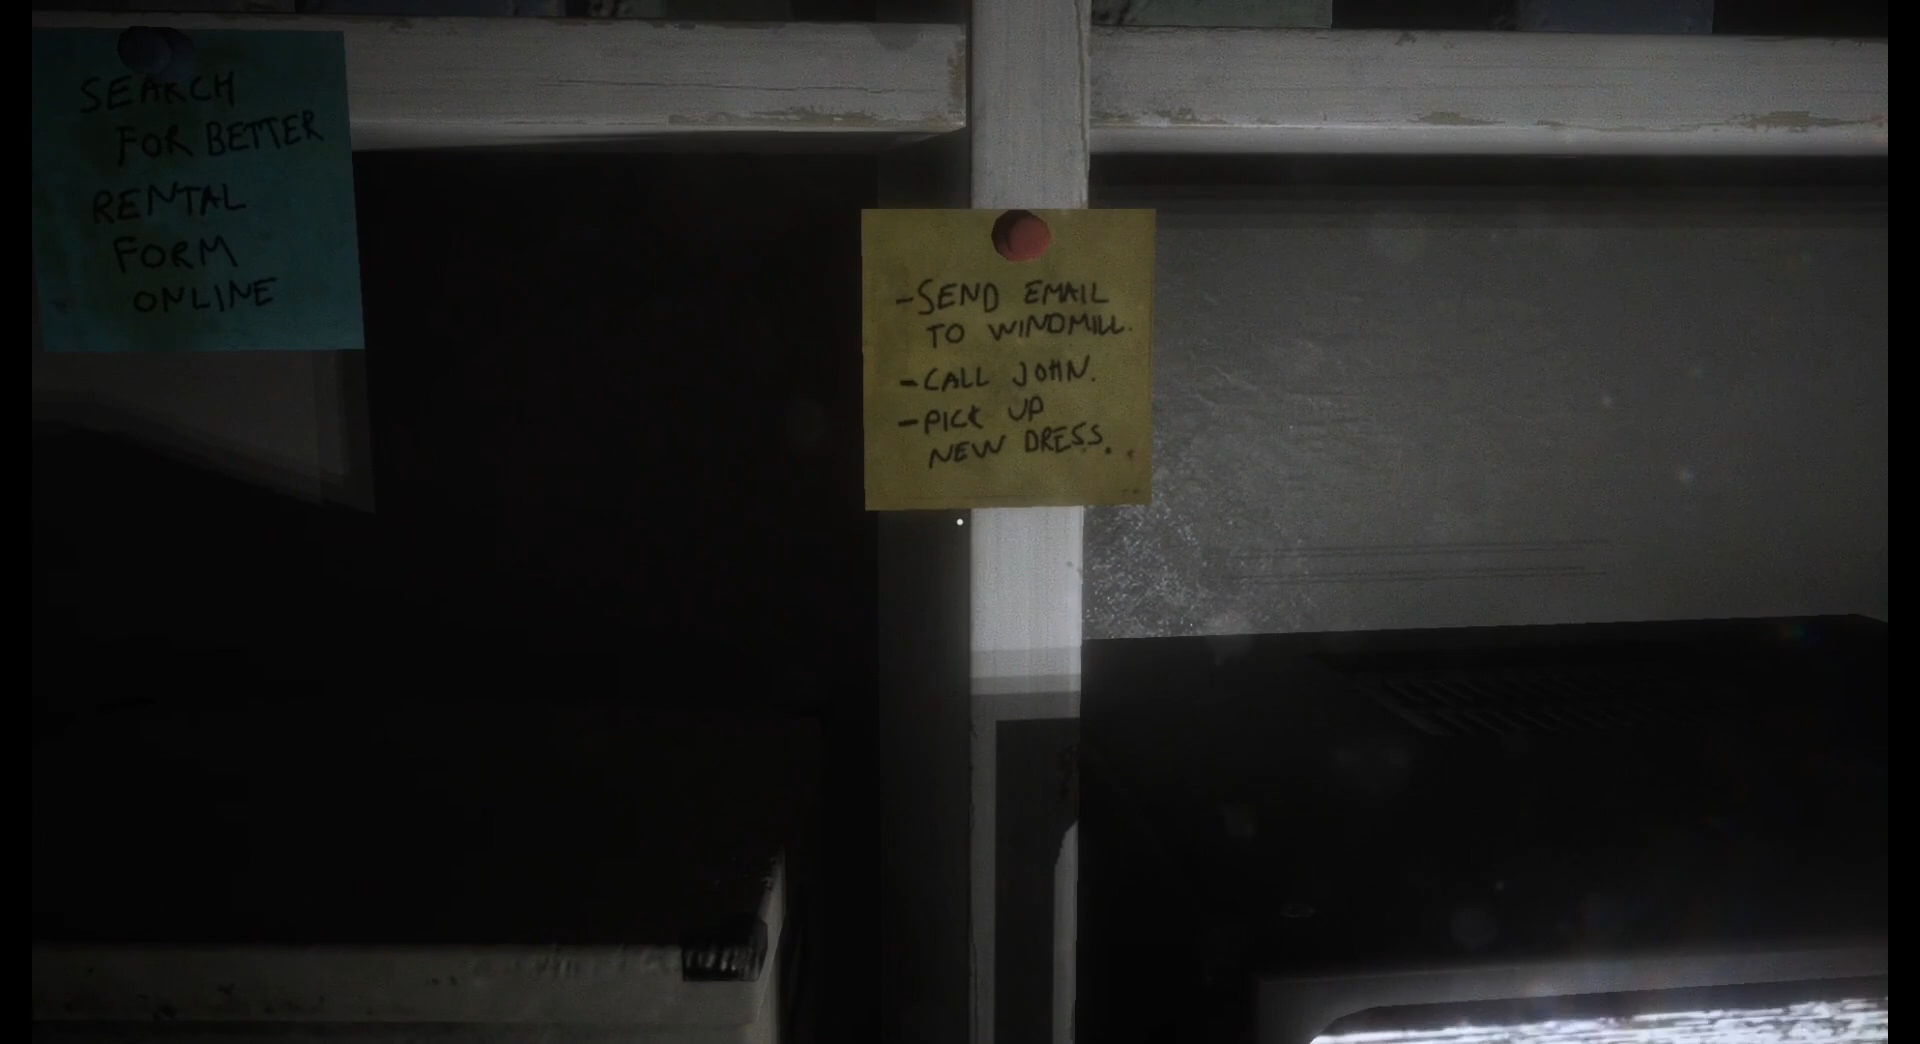 SEARCH
FOR BETTER
RENTAL
FORM
ONLINE
-SEND EMAIL
TO WINDMILL.
-CALL JOHN.
-PICK UP
NEW DRESS..